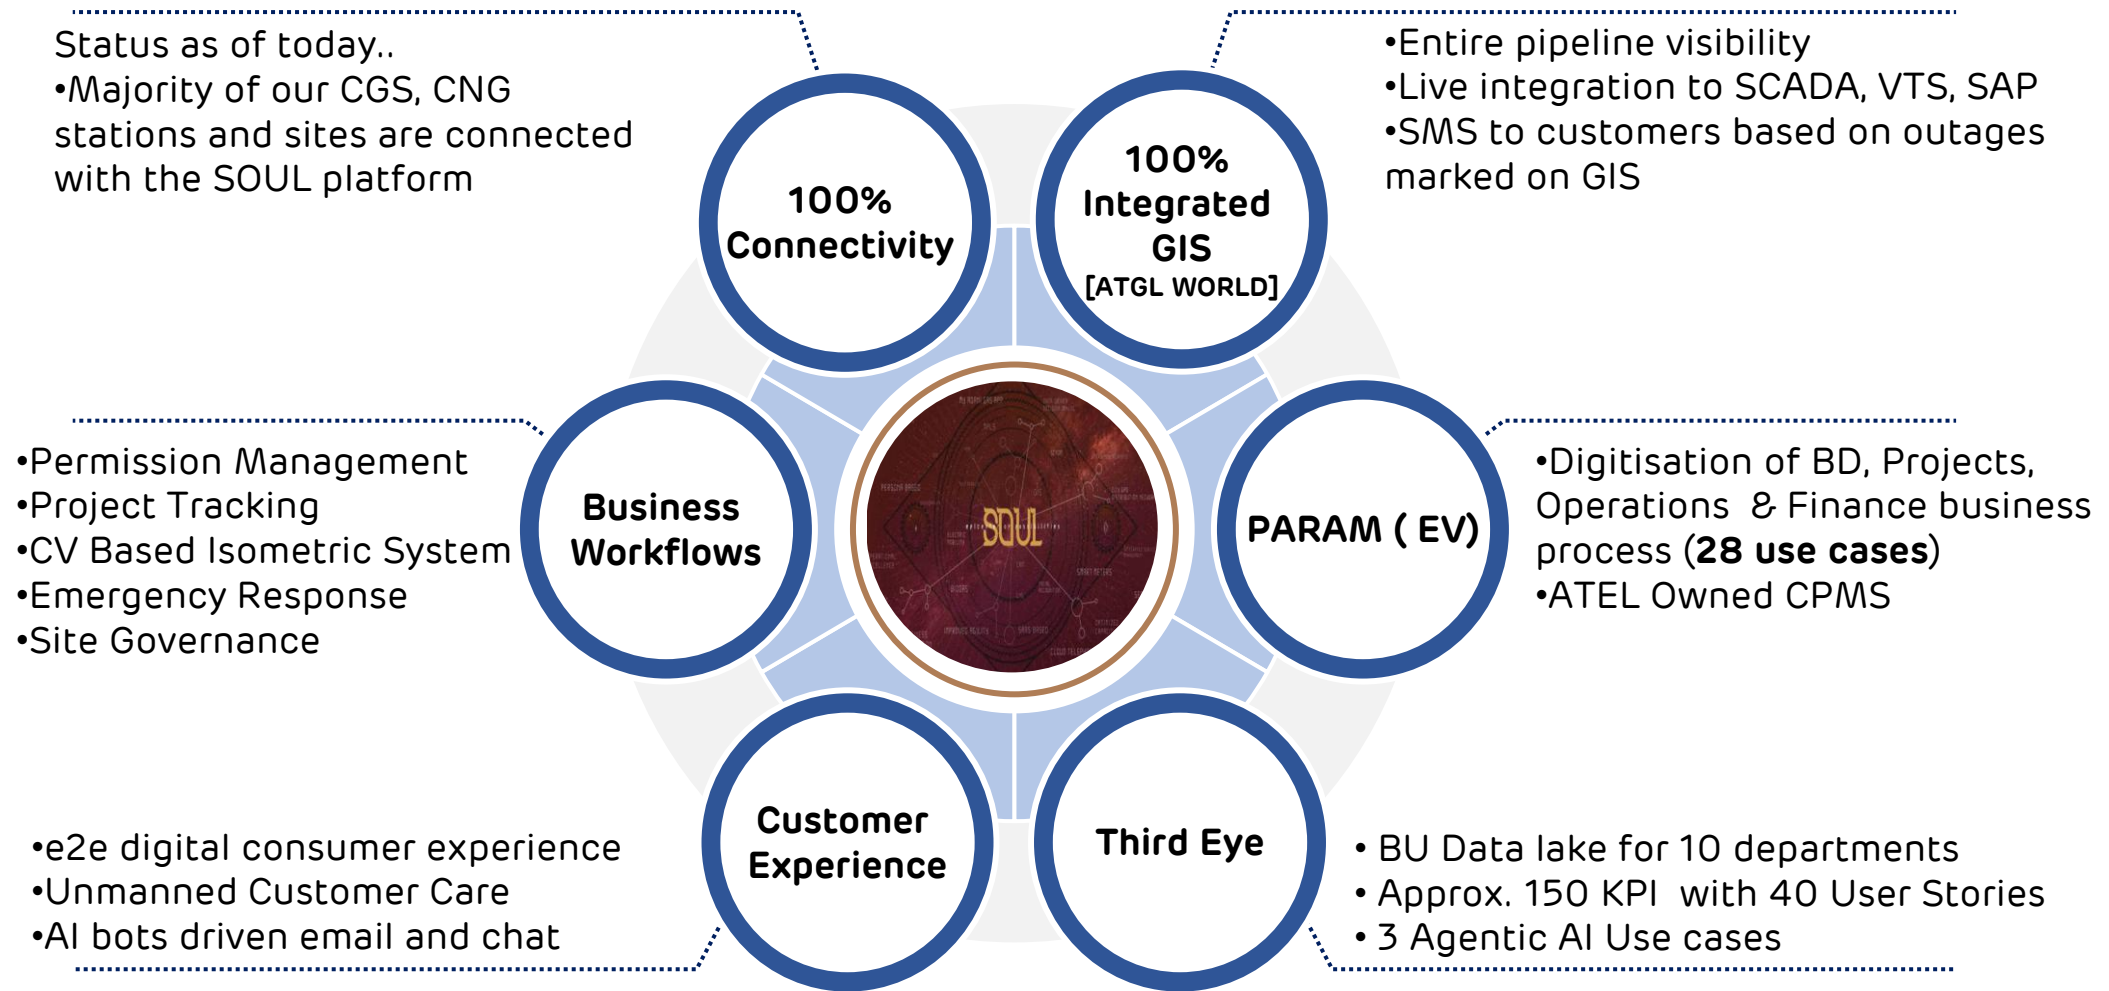 Status as of today..
•Majority of our CGS, CNG
stations and sites are connected
with the SOUL platform
100%
Connectivity
100%
Integrated
GIS
[ATGL WORLD]
•Entire pipeline visibility
•Live integration to SCADA, VTS, SAP
•SMS to customers based on outages
marked on GIS
•Permission Management
•Project Tracking
•CV Based Isometric System
•Emergency Response
•Site Governance
Business
Workflows
SOUL
PARAM ( EV)
•Digitisation of BD, Projects,
Operations & Finance business
process (28 use cases)
•ATEL Owned CPMS
•e2e digital consumer experience
•Unmanned Customer Care
•AI bots driven email and chat
Customer
Experience
Third Eye
• BU Data lake for 10 departments
• Approx. 150 KPI with 40 User Stories
• 3 Agentic AI Use cases